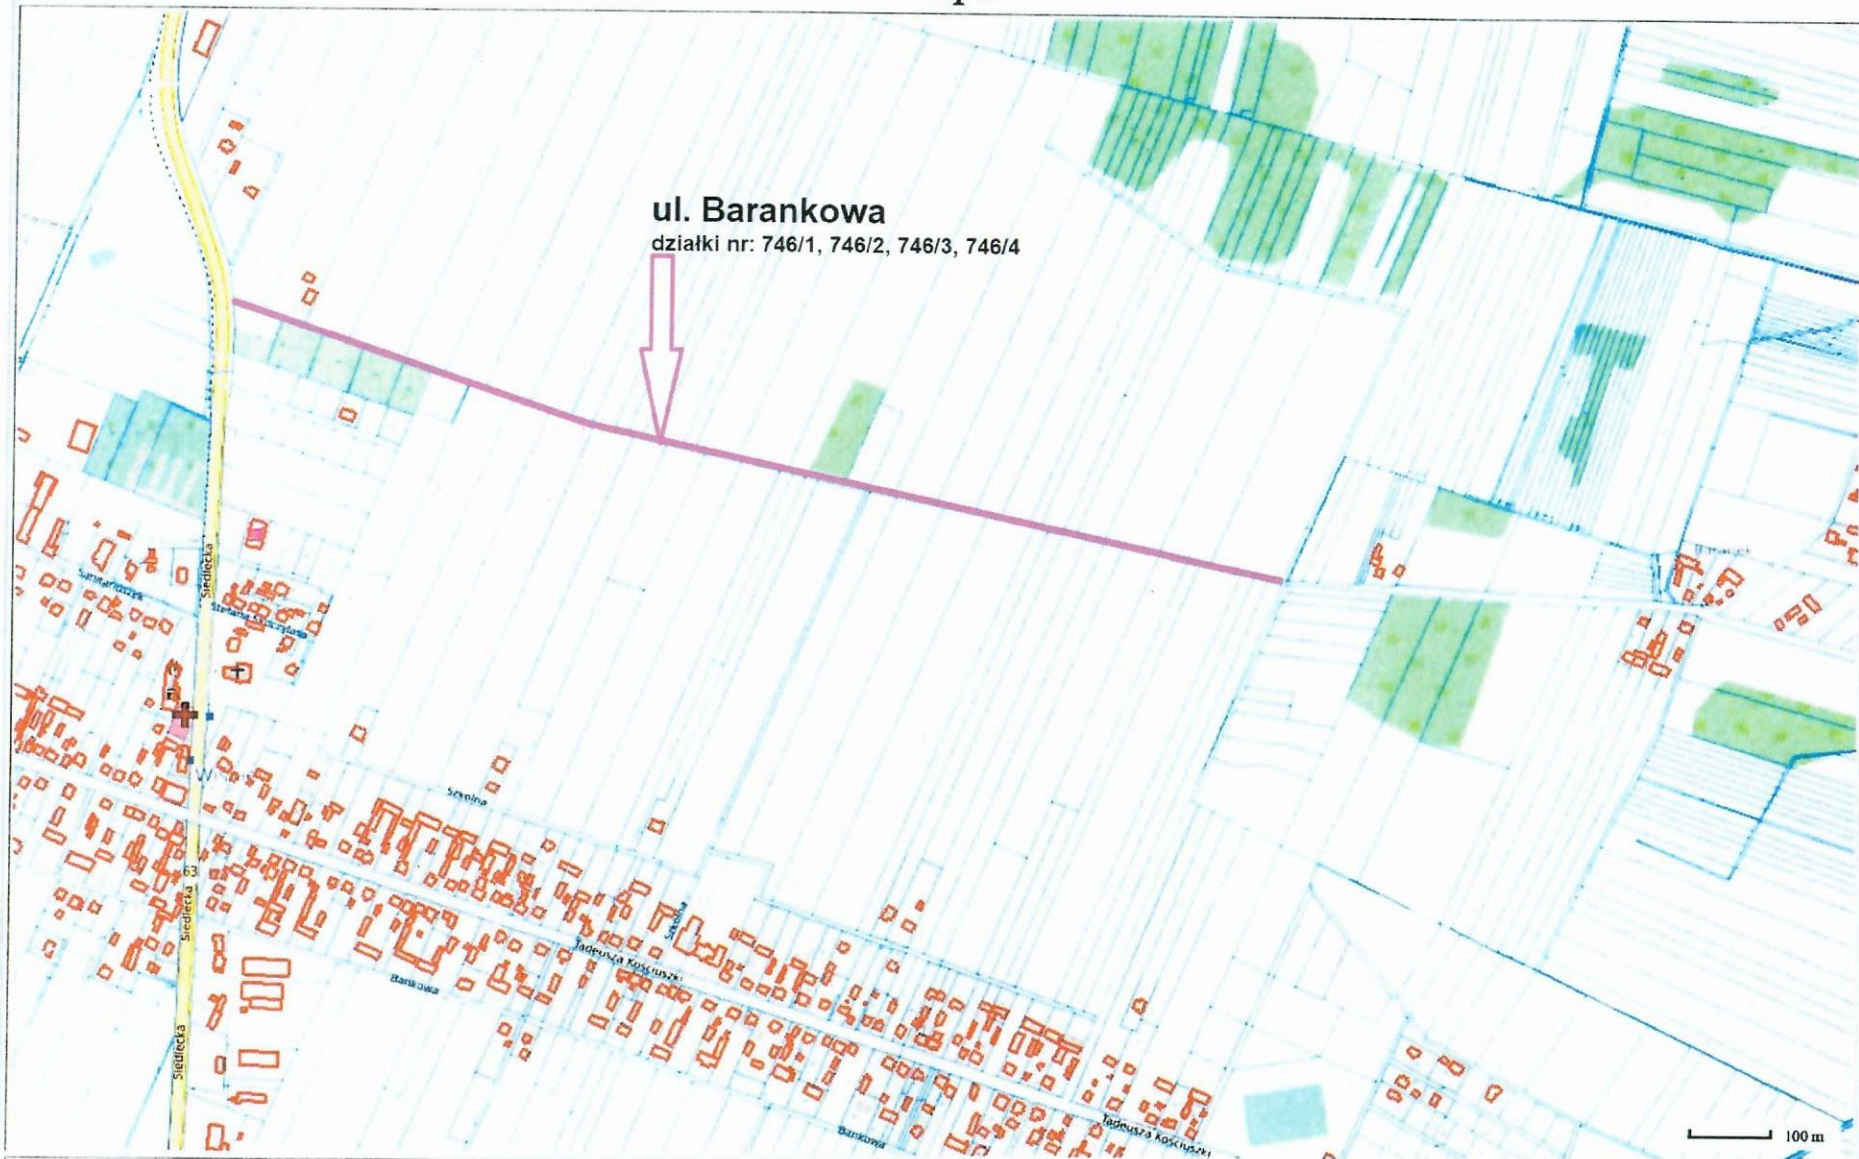 ul. Barankowa
działki nr: 746/1, 746/2, 746/3, 746/4
Siedlecka
Szkolna
Szkolna
63
Siedlecka
Tadeusza Kościuszki
Bankowa
Siedlecka
Bankowa
Tadeusza Kościuszki
100 m